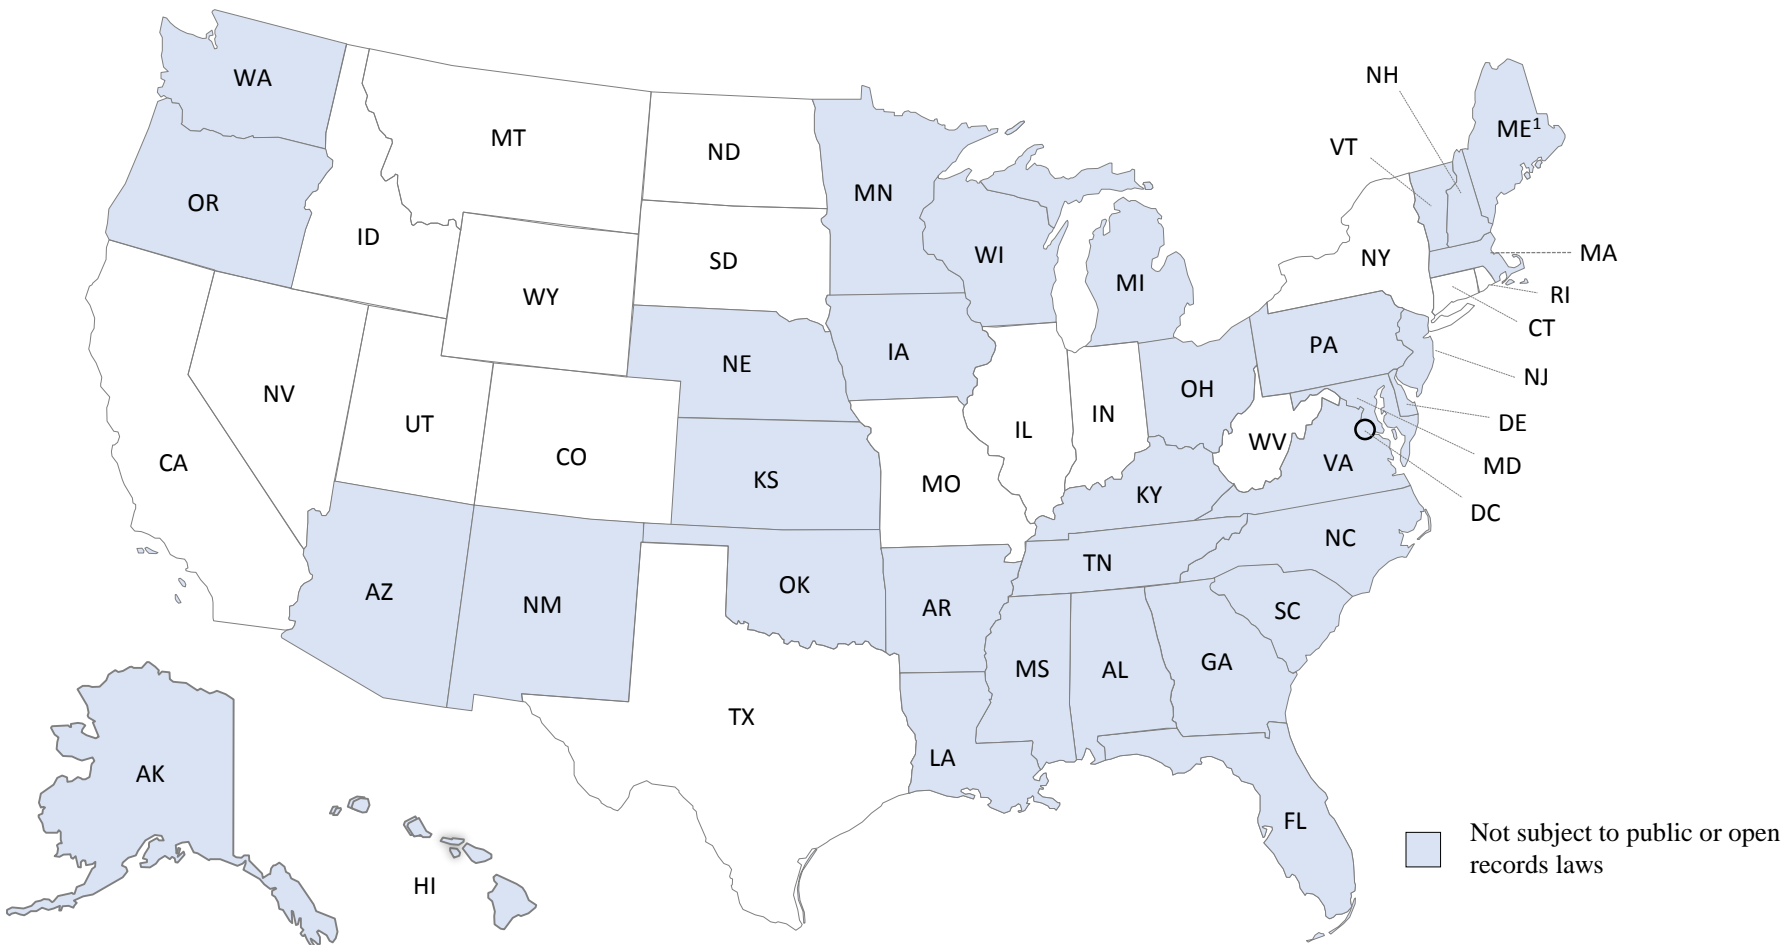 WA
NH
ME¹
MT
ND
VT
MN
OR
ID
MA
SD
WI
NY
MI
WY
RI
CT
PA
IA
NE
NJ
OH
NV
IN
UT
DE
IL
WV
CO
CA
VA
MD
KS
MO
KY
DC
NC
TN
AZ
NM
OK
AR
SC
MS
AL
GA
TX
LA
AK
FL
Not subject to public or open
records laws
HI